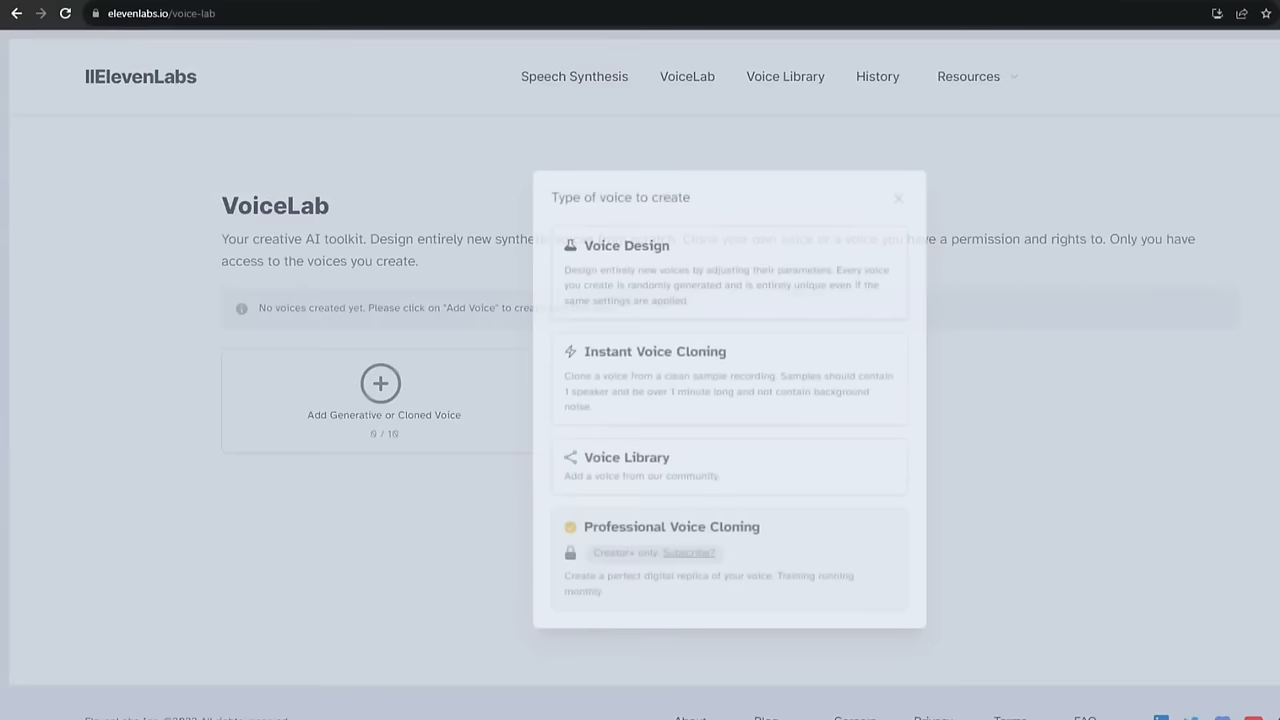 elevenlabs.io/voice-lab
IIElevenLabs
Speech Synthesis
VoiceLab
Voice Library
History
Resources
VoiceLab
Your creative AI toolkit. Design entirely new synthe Clone your own voice or a voice you have a permission and rights to. Only you have
access to the voices you create.
No voices created yet. Please click on "Add Voice" to crea
Add Generative or Cloned Voice
0 / 10
Type of voice to create
Voice Design
Design entirely new voices by adjusting their parameters. Every voice
you create is randomly generated and is entirely unique even if the
same settings are applied.
Instant Voice Cloning
Clone a voice from a clean sample recording. Samples should contain
1 speaker and be over 1 minute long and not contain background
noise.
Voice Library
Add a voice from our community.
Professional Voice Cloning
Creator+ only. Subscribe?
Create a perfect digital replica of your voice. Training running
monthly.
About
Blog
Careers
Privacy
Terms
FAQ